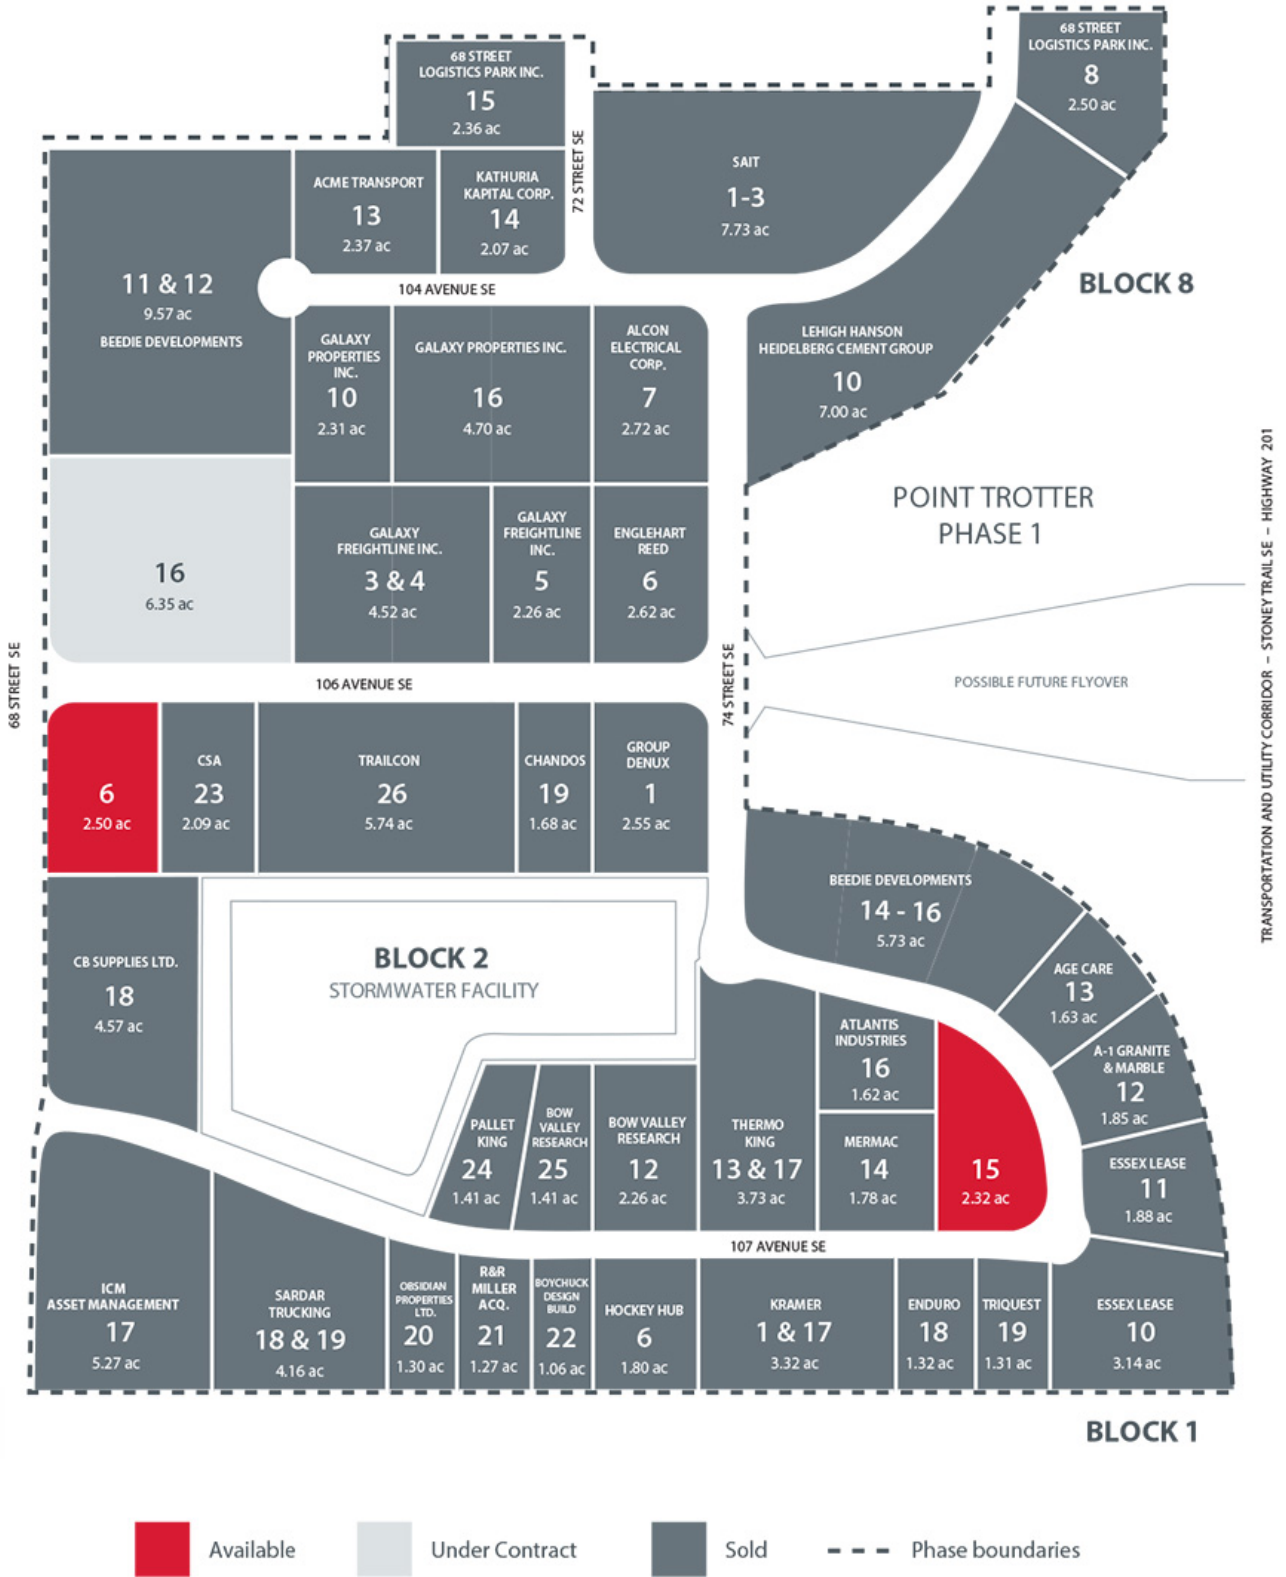 68 STREET
LOGISTICS PARK INC.
8
2.50 ac
68 STREET
LOGISTICS PARK INC.
15
2.36 ac
72 STREET SE
SAIT
1-3
7.73 ac
ACME TRANSPORT
13
2.37 ac
KATHURIA
KAPITAL CORP.
14
2.07 ac
11 & 12
9.57 ac
BEEDIE DEVELOPMENTS
104 AVENUE SE
BLOCK 8
GALAXY
PROPERTIES
INC.
10
2.31 ac
GALAXY PROPERTIES INC.
16
4.70 ac
ALCON
ELECTRICAL
CORP.
7
2.72 ac
LEHIGH HANSON
HEIDELBERG CEMENT GROUP
10
7.00 ac
16
6.35 ac
GALAXY
FREIGHTLINE INC.
3 & 4
4.52 ac
GALAXY
FREIGHTLINE
INC.
5
2.26 ac
ENGLEHART
REED
6
2.62 ac
POINT TROTTER
PHASE 1
68 STREET SE
106 AVENUE SE
74 STREET SE
POSSIBLE FUTURE FLYOVER
TRANSPORTATION AND UTILITY CORRIDOR – STONEY TRAIL SE – HIGHWAY 201
6
2.50 ac
CSA
23
2.09 ac
TRAILCON
26
5.74 ac
CHANDOS
19
1.68 ac
GROUP
DENUX
1
2.55 ac
BEEDIE DEVELOPMENTS
14 - 16
5.73 ac
CB SUPPLIES LTD.
18
4.57 ac
BLOCK 2
STORMWATER FACILITY
AGE CARE
13
1.63 ac
ATLANTIS
INDUSTRIES
16
1.62 ac
A-1 GRANITE
& MARBLE
12
1.85 ac
PALLET
KING
24
1.41 ac
BOW
VALLEY
RESEARCH
25
1.41 ac
BOW VALLEY
RESEARCH
12
2.26 ac
THERMO
KING
13 & 17
3.73 ac
MERMAC
14
1.78 ac
15
2.32 ac
ESSEX LEASE
11
1.88 ac
107 AVENUE SE
ICM
ASSET MANAGEMENT
17
5.27 ac
SARDAR
TRUCKING
18 & 19
4.16 ac
OBSIDIAN
PROPERTIES
LTD.
20
1.30 ac
R&R
MILLER
ACQ.
21
1.27 ac
BOYCHUCK
DESIGN
BUILD
22
1.06 ac
HOCKEY HUB
6
1.80 ac
KRAMER
1 & 17
3.32 ac
ENDURO
18
1.32 ac
TRIQUEST
19
1.31 ac
ESSEX LEASE
10
3.14 ac
BLOCK 1
Available
Under Contract
Sold
Phase boundaries